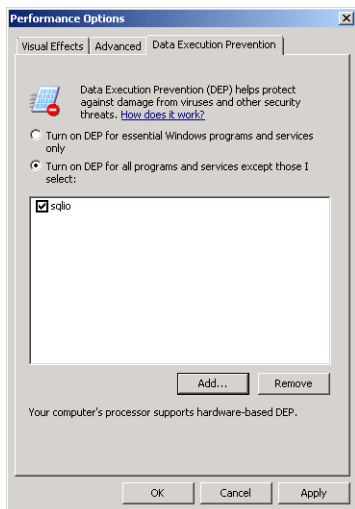 Performance Options
Visual Effects Advanced Data Execution Prevention
Data Execution Prevention (DEP) helps protect
against damage from viruses and other security
threats. How does it work?
Turn on DEP for essential Windows programs and services
only
Turn on DEP for all programs and services except those I
select:
sqlio
Add... Remove
Your computer's processor supports hardware-based DEP.
OK Cancel Apply